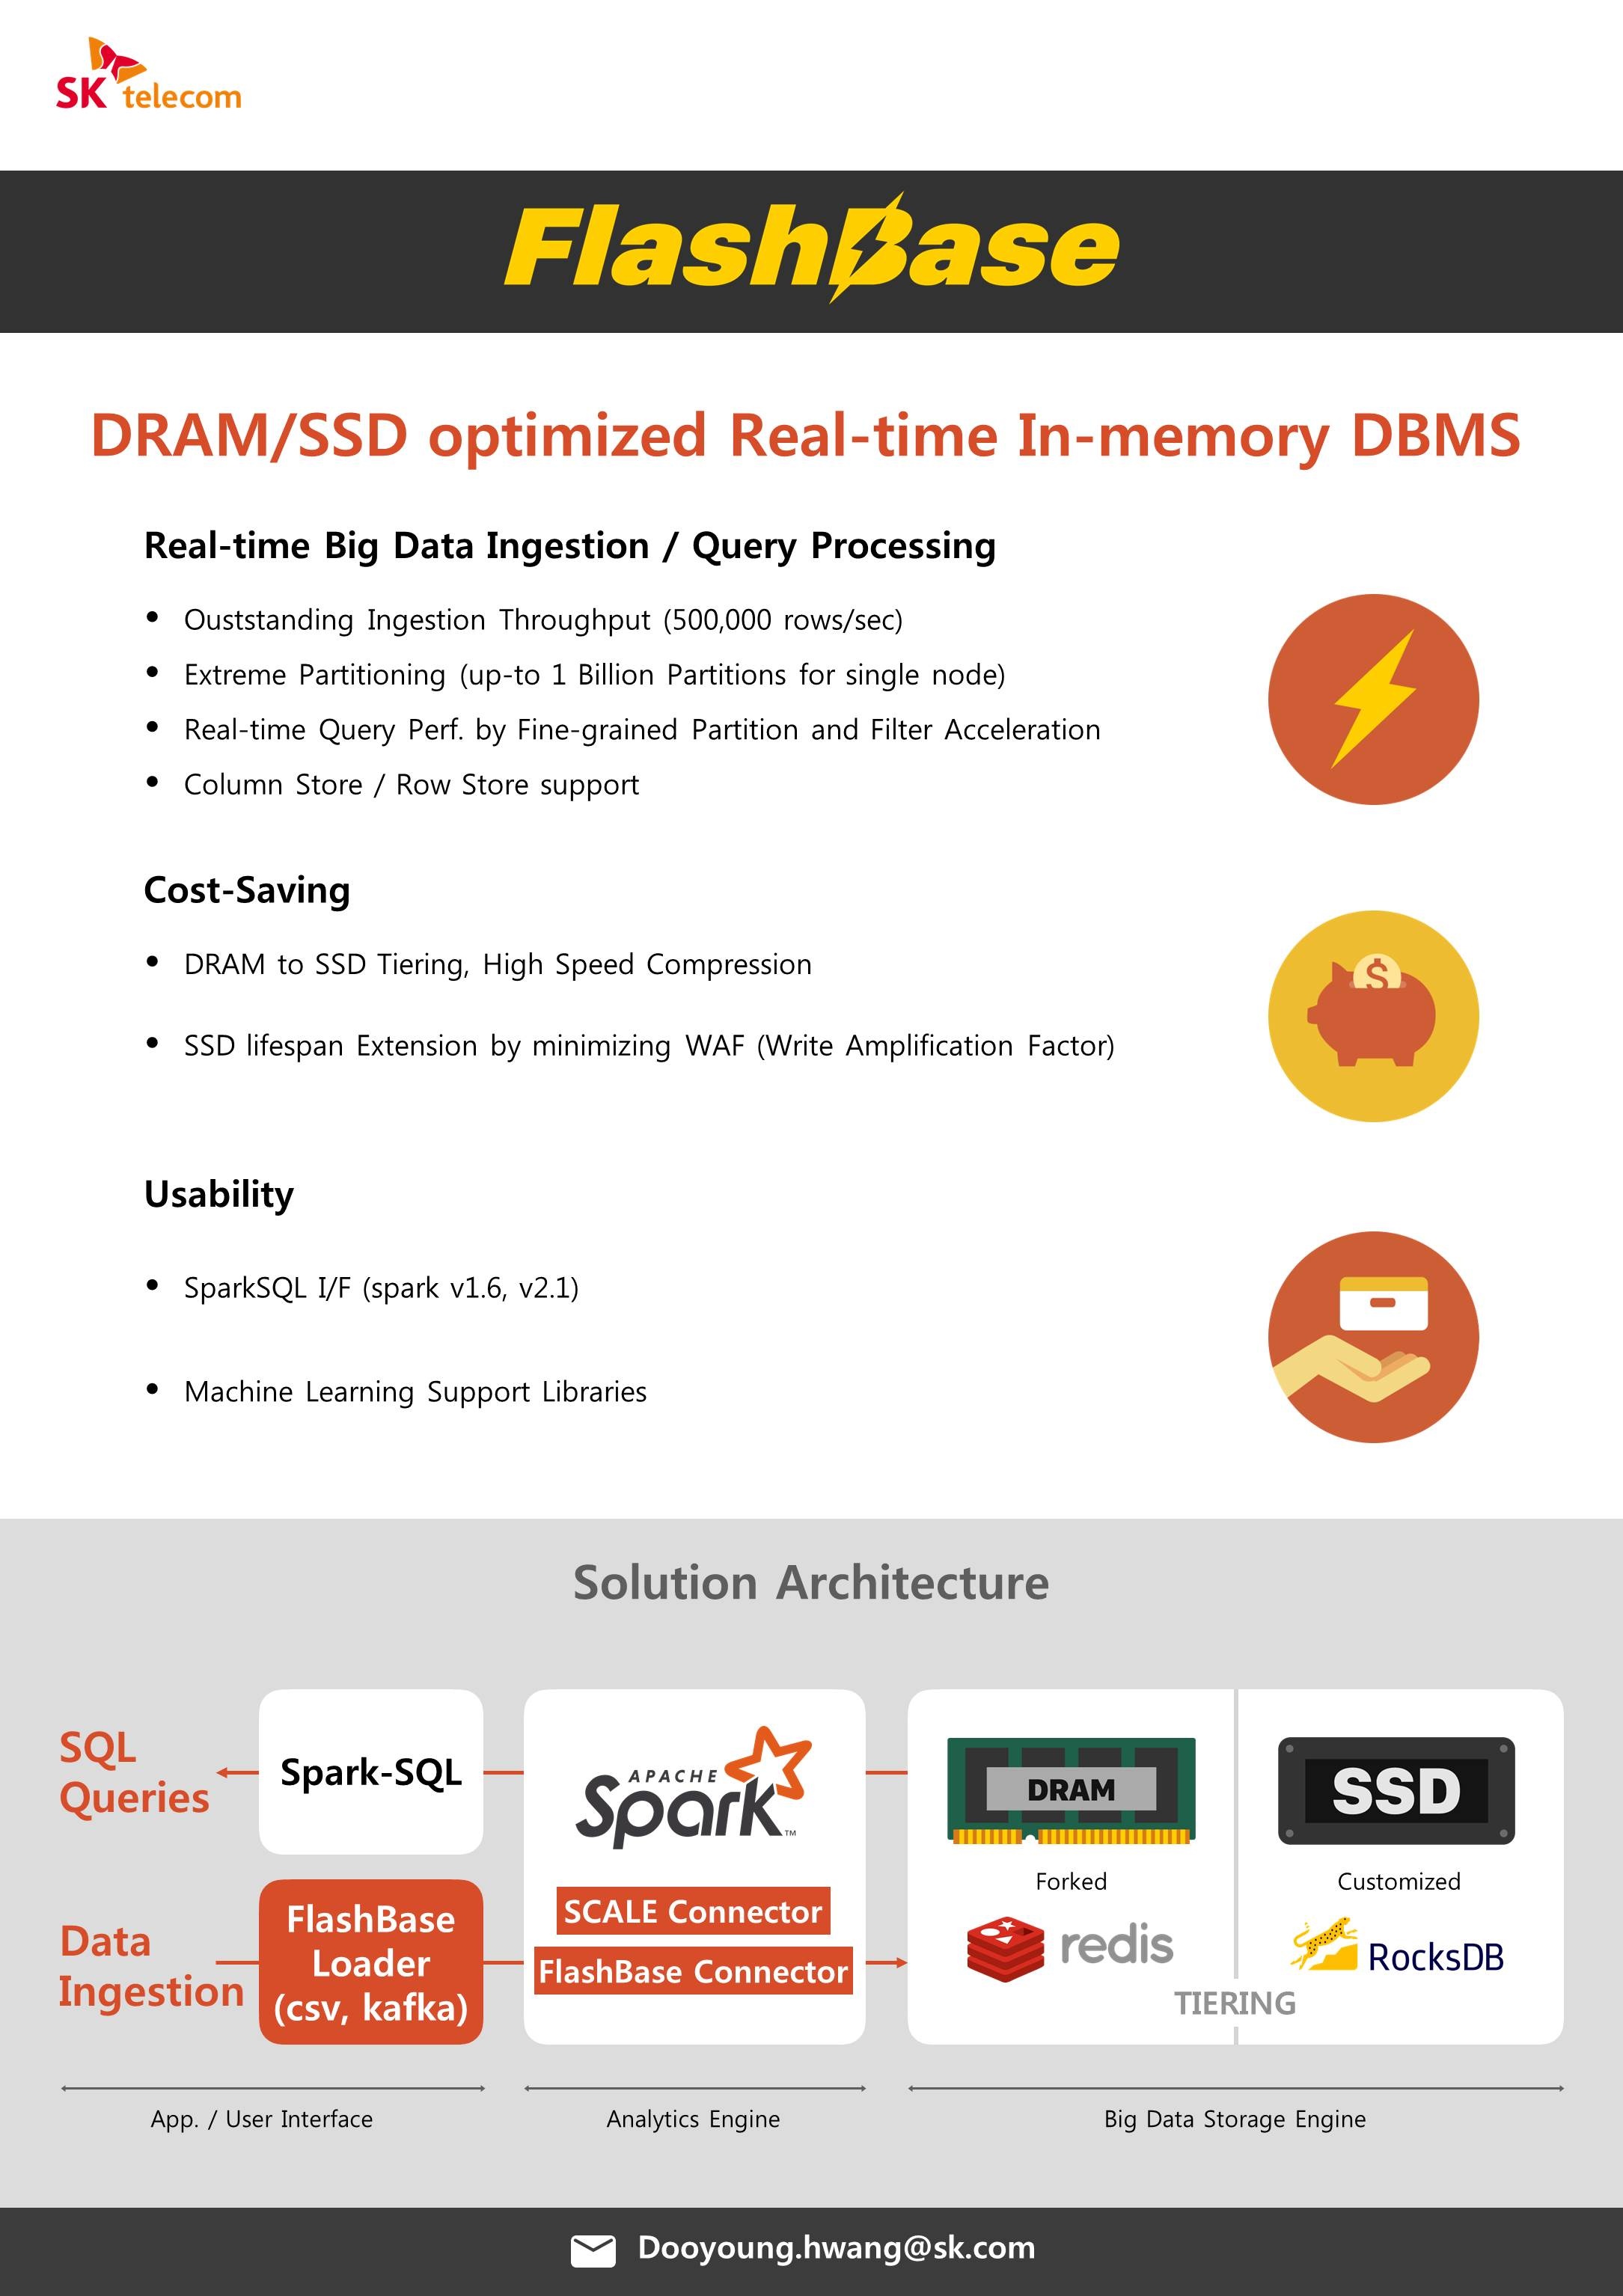 SK telecom
FlashBase
DRAM/SSD optimized Real-time In-memory DBMS
Real-time Big Data Ingestion / Query Processing
• Ouststanding Ingestion Throughput (500,000 rows/sec)
• Extreme Partitioning (up-to 1 Billion Partitions for single node)
• Real-time Query Perf. by Fine-grained Partition and Filter Acceleration
• Column Store / Row Store support
Cost-Saving
• DRAM to SSD Tiering, High Speed Compression
• SSD lifespan Extension by minimizing WAF (Write Amplification Factor)
$
Usability
• SparkSQL I/F (spark v1.6, v2.1)
• Machine Learning Support Libraries
Solution Architecture
SQL
Queries
Spark-SQL
Data
Ingestion
FlashBase
Loader
(csv, kafka)
APACHE
Spark™
SCALE Connector
FlashBase Connector
DRAM
Forked
redis
SSD
Customized
RocksDB
TIERING
App. / User Interface
Analytics Engine
Big Data Storage Engine
Dooyoung.hwang@sk.com